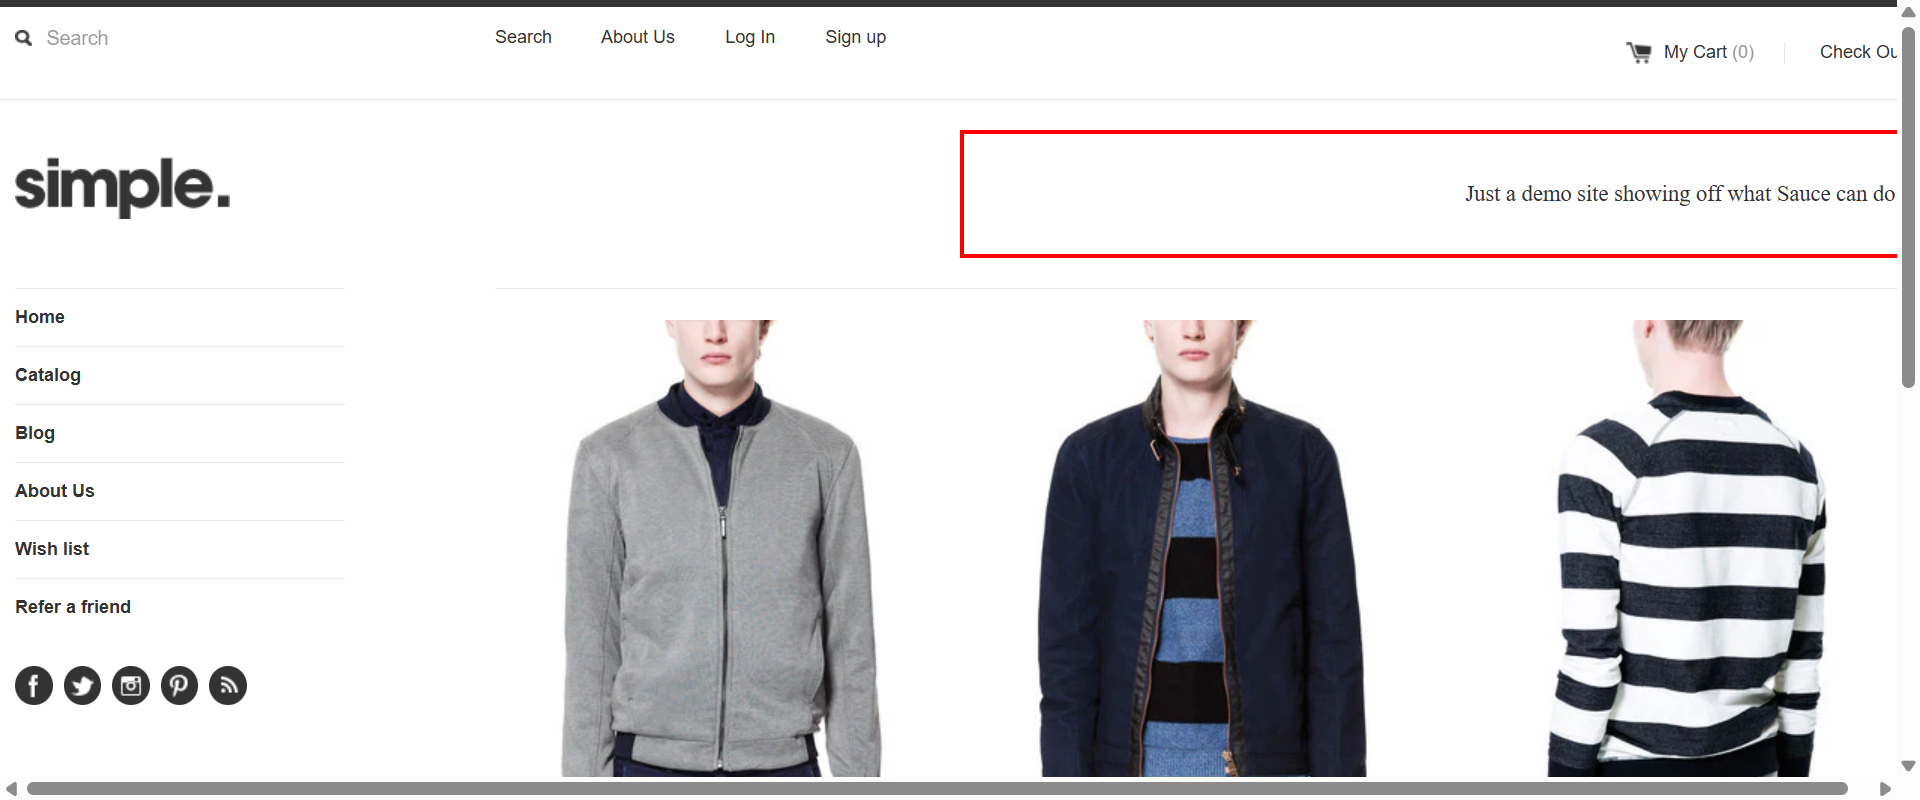 Search
Search About Us Log In Sign up
My Cart (0) Check Ou
simple.
Just a demo site showing off what Sauce can do
Home
Catalog
Blog
About Us
Wish list
Refer a friend